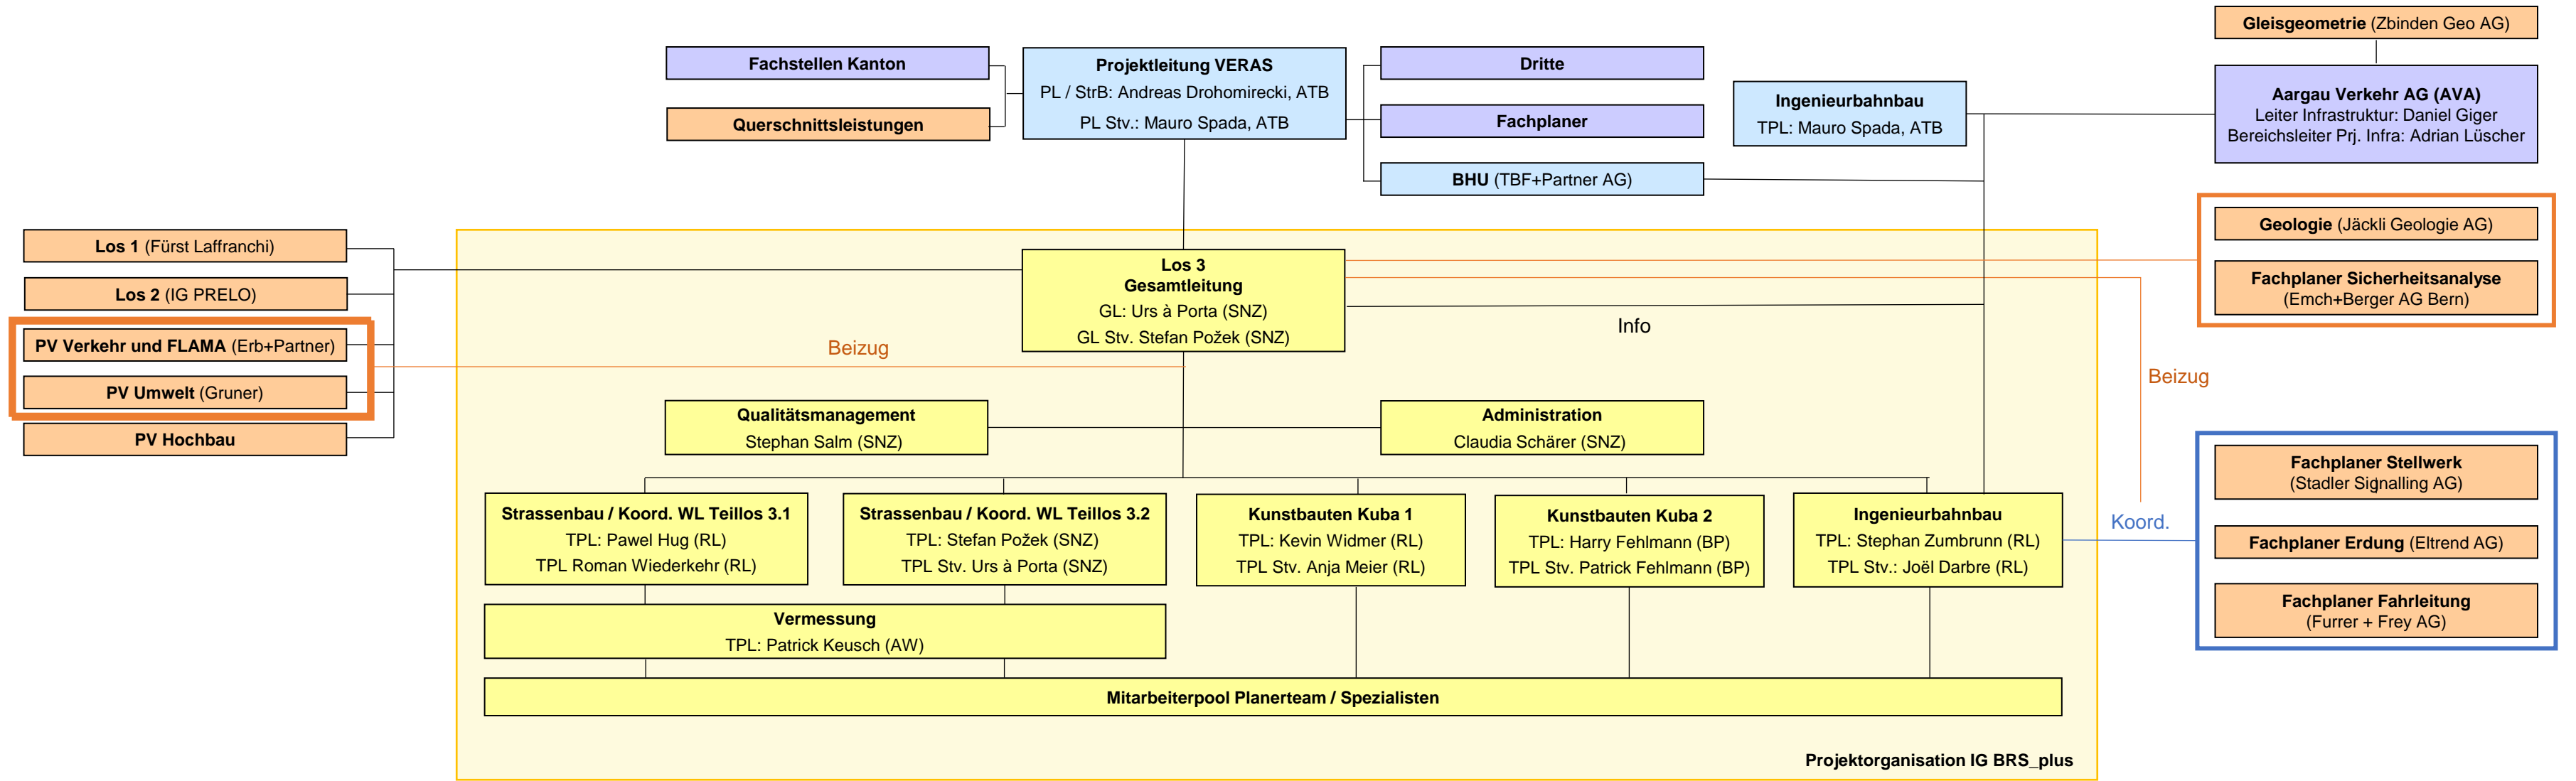 Gleisgeometrie (Zbinden Geo AG)
Fachstellen Kanton
Querschnittsleistungen
Projektleitung VERAS
PL / StrB: Andreas Drohomirecki, ATB
PL Stv.: Mauro Spada, ATB
Dritte
Fachplaner
BHU (TBF+Partner AG)
Ingenieurbahnbau
TPL: Mauro Spada, ATB
Aargau Verkehr AG (AVA)
Leiter Infrastruktur: Daniel Giger
Bereichsleiter Prj. Infra: Adrian Lüscher
Los 1 (Fürst Laffranchi)
Los 2 (IG PRELO)
PV Verkehr und FLAMA (Erb+Partner)
PV Umwelt (Gruner)
PV Hochbau
Beizug
Los 3
Gesamtleitung
GL: Urs à Porta (SNZ)
GL Stv. Stefan Požek (SNZ)
Info
Geologie (Jäckli Geologie AG)
Fachplaner Sicherheitsanalyse
(Emch+Berger AG Bern)
Beizug
Qualitätsmanagement
Stephan Salm (SNZ)
Administration
Claudia Schärer (SNZ)
Strassenbau / Koord. WL Teillos 3.1
TPL: Pawel Hug (RL)
TPL Roman Wiederkehr (RL)
Strassenbau / Koord. WL Teillos 3.2
TPL: Stefan Požek (SNZ)
TPL Stv. Urs à Porta (SNZ)
Kunstbauten Kuba 1
TPL: Kevin Widmer (RL)
TPL Stv. Anja Meier (RL)
Kunstbauten Kuba 2
TPL: Harry Fehlmann (BP)
TPL Stv. Patrick Fehlmann (BP)
Ingenieurbahnbau
TPL: Stephan Zumbrunn (RL)
TPL Stv.: Joël Darbre (RL)
Koord.
Fachplaner Stellwerk
(Stadler Signalling AG)
Fachplaner Erdung (Eltrend AG)
Fachplaner Fahrleitung
(Furrer + Frey AG)
Vermessung
TPL: Patrick Keusch (AW)
Mitarbeiterpool Planerteam / Spezialisten
Projektorganisation IG BRS_plus